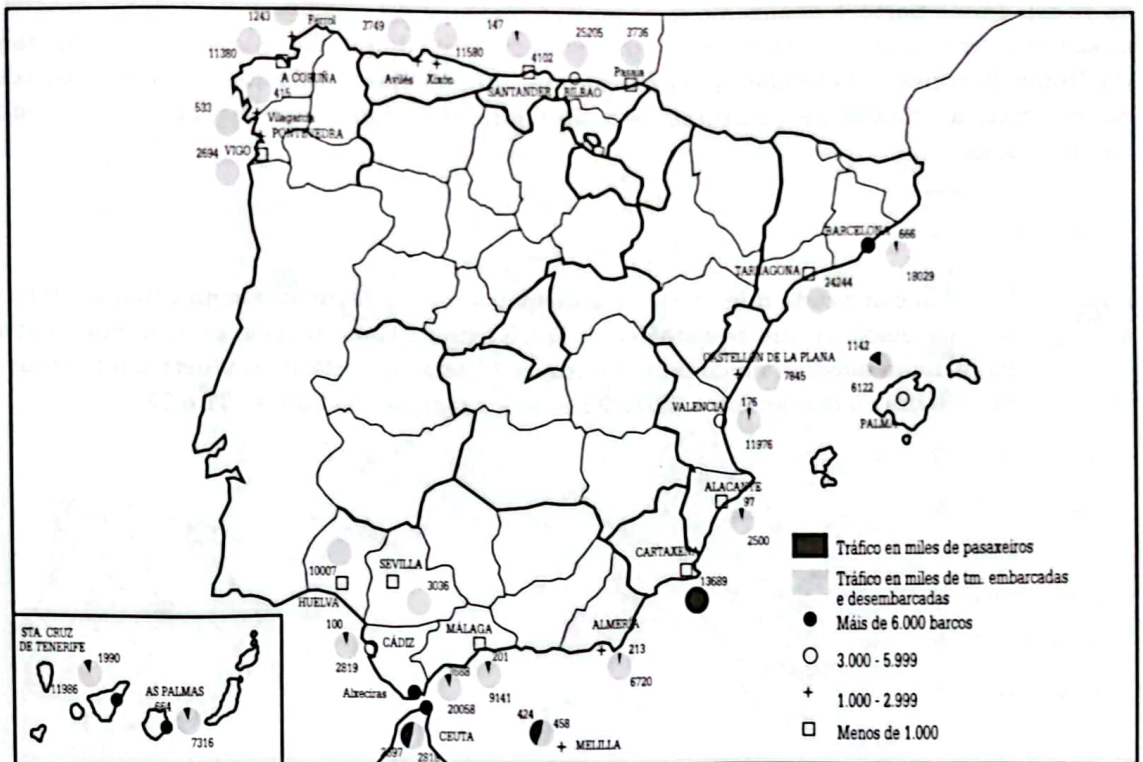 1243
Ferrol
11380
A CORUÑA
3749
Avilés
Xixón
11580
147
4102
SANTANDER
25205
BILBAO
3736
Pasaia
415
Vilagarcía
533
PONTEVEDRA
2694
VIGO
BARCELONA
666
18029
TARRAGONA
24244
CASTELLÓN DE LA PLANA
7845
1142
6122
PALMA
VALENCIA
176
11976
ALACANTE
97
2500
CARTAXENA
13689
10007
HUELVA
SEVILLA
3036
100
CÁDIZ
2819
MÁLAGA
201
9141
ALMERÍA
213
6720
Alxeciras
20058
CEUTA
424
458
MELILLA
STA. CRUZ
DE TENERIFE
1990
11986
AS PALMAS
664
7316
Tráfico en miles de pasaxeiros
Tráfico en miles de tm. embarcadas
e desembarcadas
Máis de 6.000 barcos
3.000 - 5.999
1.000 - 2.999
Menos de 1.000